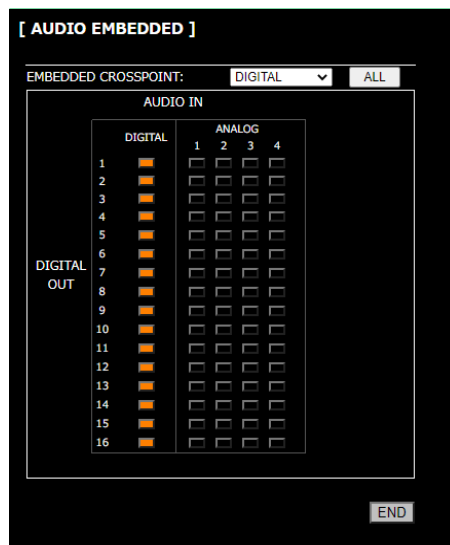 [ AUDIO EMBEDDED ]
EMBEDDED CROSSPOINT: DIGITAL ALL
AUDIO IN
DIGITAL ANALOG
1 2 3 4
1
2
3
4
5
6
DIGITAL OUT
7
8
9
10
11
12
13
14
15
16
END